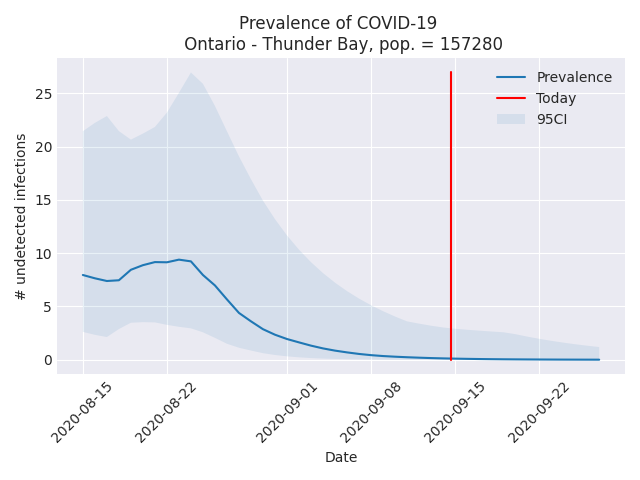 Prevalence of COVID-19
Ontario - Thunder Bay, pop. = 157280
Prevalence
Today
95CI
# undetected infections
25
20
15
10
5
0
2020-08-15
2020-08-22
2020-09-01
2020-09-08
2020-09-15
2020-09-22
Date